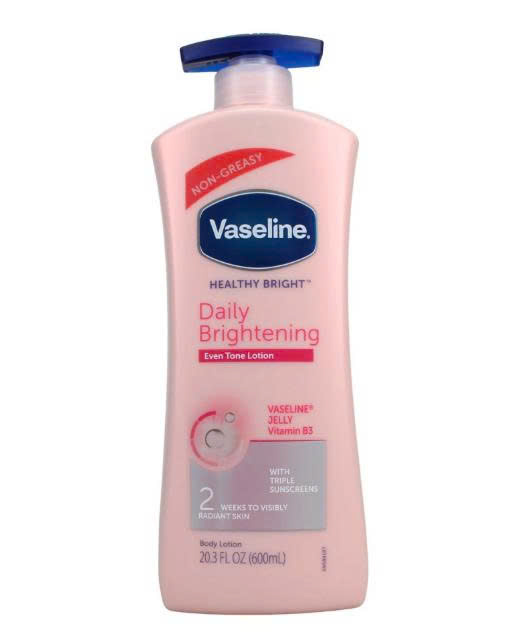 NON-GREASY
Vaseline.
HEALTHY BRIGHT™
Daily
Brightening
Even Tone Lotion
VASELINE®
JELLY
Vitamin B3
WITH
TRIPLE
SUNSCREENS
2 WEEKS TO VISIBLY
RADIANT SKIN
Body Lotion
20.3 FL OZ (600mL)